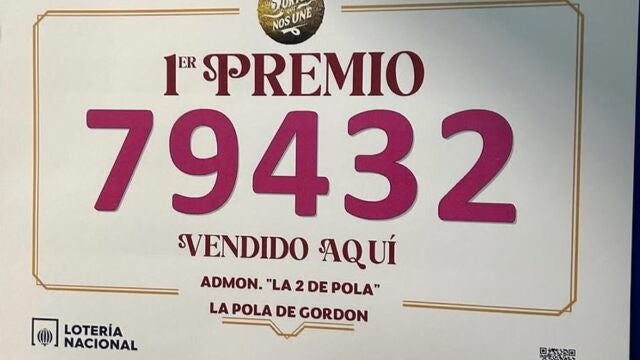 NOS UNE
1ER PREMIO
79432
VENDIDO AQUÍ
ADMON. "LA 2 DE POLA"
LA POLA DE GORDON
LOTERÍA
NACIONAL